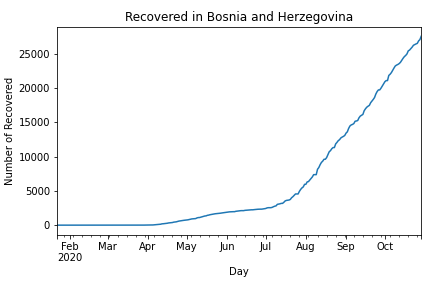 Recovered in Bosnia and Herzegovina
Number of Recovered
25000
20000
15000
10000
5000
0
Feb Mar Apr May Jun Jul Aug Sep Oct
2020
Day